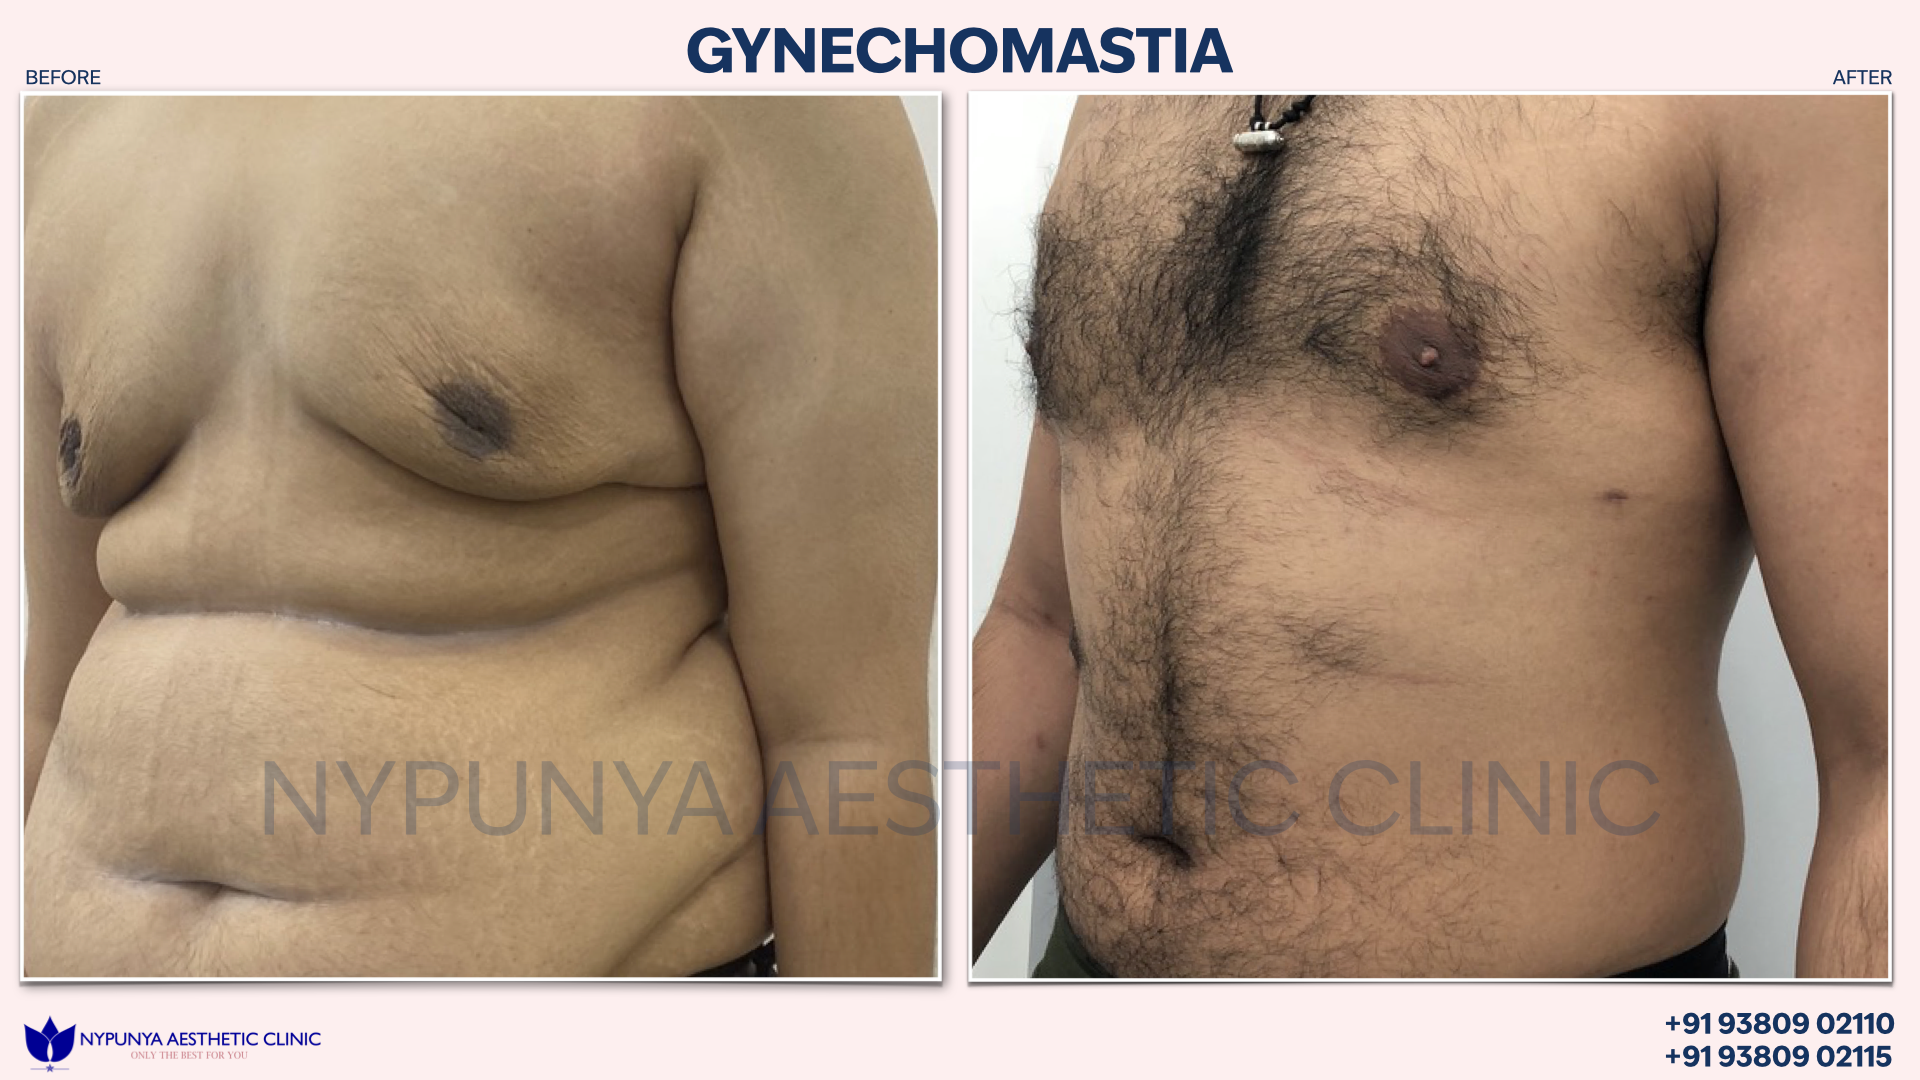 GYNECHOMASTIA
BEFORE
AFTER
NYPUNYA AESTHETIC CLINIC
NYPUNYA AESTHETIC CLINIC
ONLY THE BEST FOR YOU
+91 93809 02110
+91 93809 02115